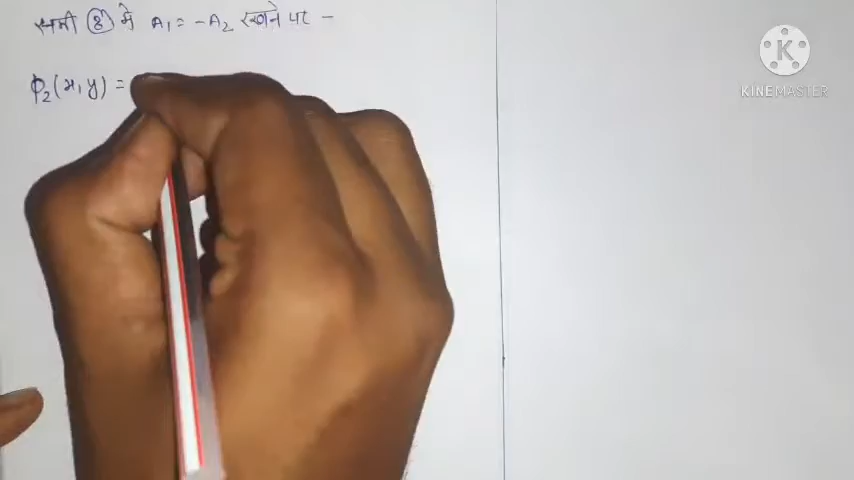 समी (8) में A₁ = -A₂ रखने पर -
ϕ₂(x, y) =
KINEMASTER